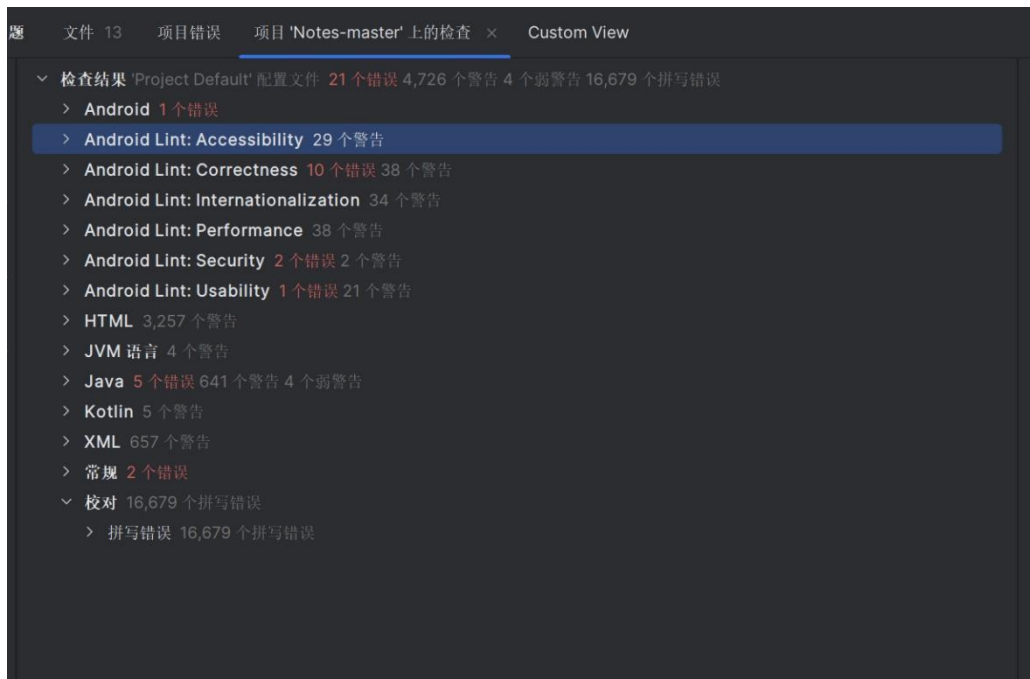 题 文件 13 项目错误 项目 'Notes-master' 上的检查 × Custom View
检查结果 'Project Default' 配置文件 21 个错误 4,726 个警告 4 个弱警告 16,679 个拼写错误
Android 1 个错误
Android Lint: Accessibility 29 个警告
Android Lint: Correctness 10 个错误 38 个警告
Android Lint: Internationalization 34 个警告
Android Lint: Performance 38 个警告
Android Lint: Security 2 个错误 2 个警告
Android Lint: Usability 1 个错误 21 个警告
HTML 3,257 个警告
JVM 语言 4 个警告
Java 5 个错误 641 个警告 4 个弱警告
Kotlin 5 个警告
XML 657 个警告
常规 2 个错误
校对 16,679 个拼写错误
拼写错误 16,679 个拼写错误